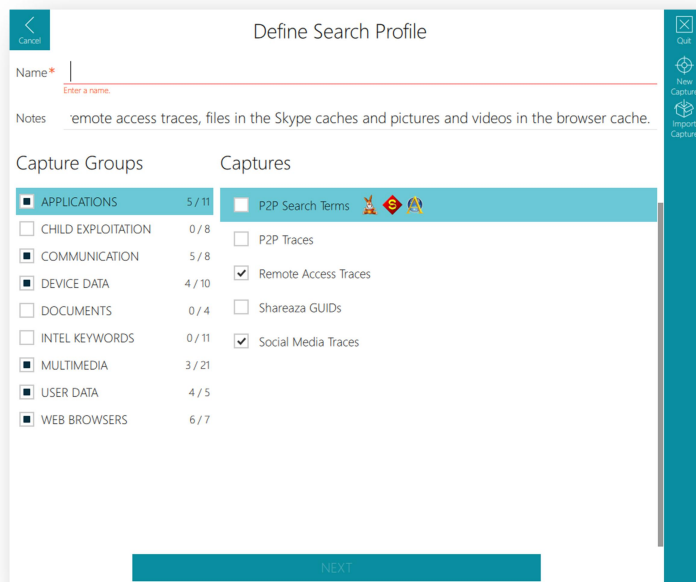 Define Search Profile
Cancel
Quit
Name*
Enter a name.
New
Capture
Notes
remote access traces, files in the Skype caches and pictures and videos in the browser cache.
Import
Capture
Capture Groups
Captures
APPLICATIONS 5 / 11
CHILD EXPLOITATION 0 / 8
COMMUNICATION 5 / 8
DEVICE DATA 4 / 10
DOCUMENTS 0 / 4
INTEL KEYWORDS 0 / 11
MULTIMEDIA 3 / 21
USER DATA 4 / 5
WEB BROWSERS 6 / 7
P2P Search Terms
P2P Traces
Remote Access Traces
Shareaza GUIDs
Social Media Traces
NEXT